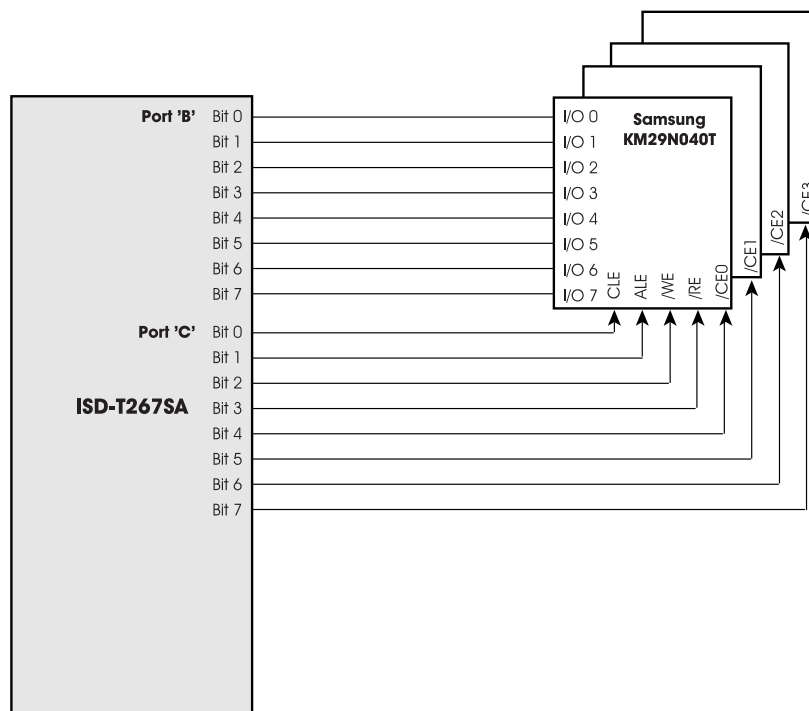 Port 'B' Bit 0 I/O 0 Samsung
Bit 1 I/O 1 KM29N040T
Bit 2 I/O 2
Bit 3 I/O 3
Bit 4 I/O 4
Bit 5 I/O 5
Bit 6 I/O 6
Bit 7 I/O 7
CLE ALE /WE /RE /CE0 /CE1 /CE2 /CE3
Port 'C' Bit 0
Bit 1
Bit 2
ISD-T267SA Bit 3
Bit 4
Bit 5
Bit 6
Bit 7